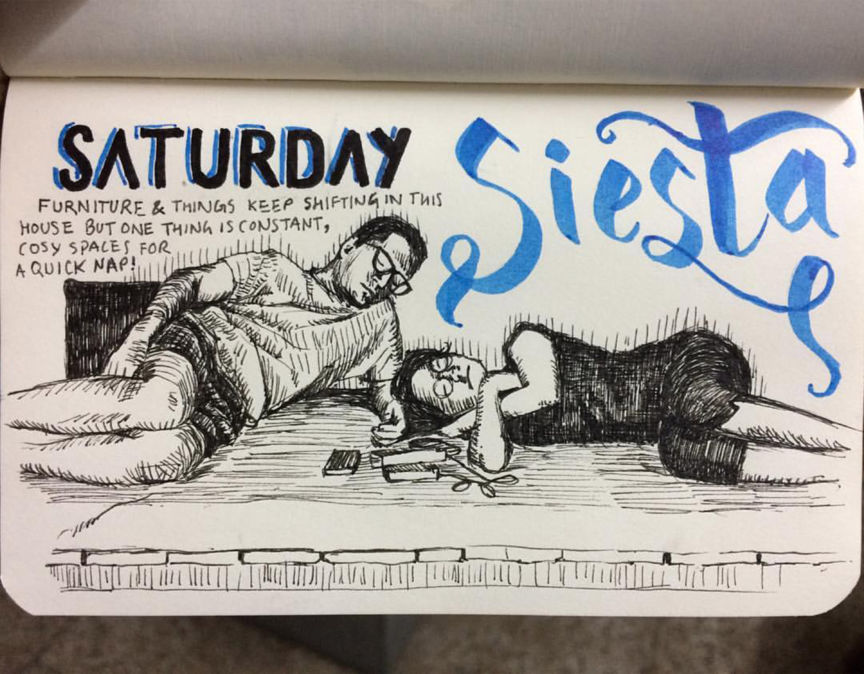 SATURDAY
Siesta
FURNITURE & THINGS KEEP SHIFTING IN THIS
HOUSE BUT ONE THING IS CONSTANT,
COSY SPACES FOR
A QUICK NAP!